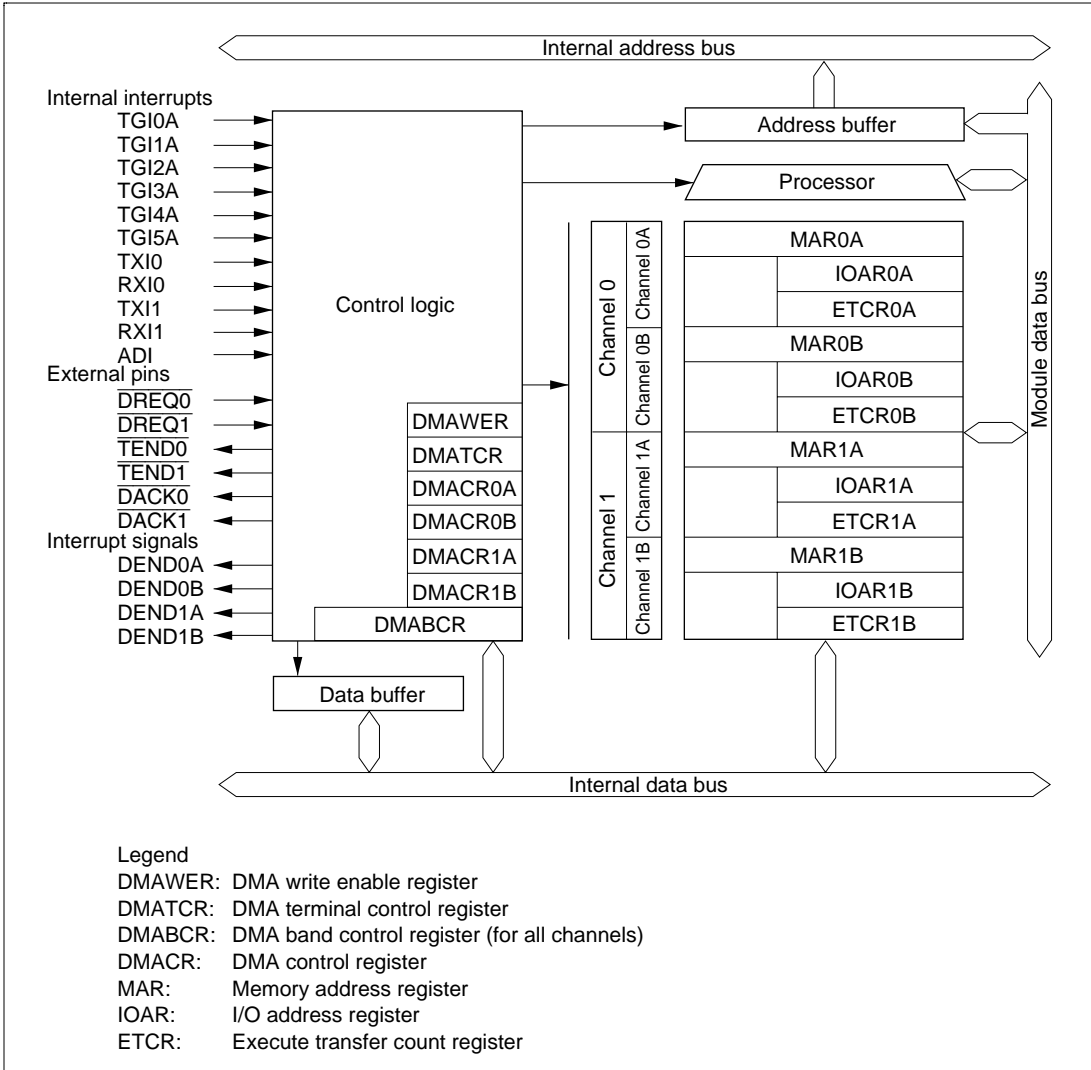 Internal address bus
Internal interrupts
TGI0A
TGI1A
TGI2A
TGI3A
TGI4A
TGI5A
TXI0
RXI0
TXI1
RXI1
ADI
External pins
DREQ0
DREQ1
TEND0
TEND1
DACK0
DACK1
Interrupt signals
DEND0A
DEND0B
DEND1A
DEND1B
Control logic
DMAWER
DMATCR
DMACR0A
DMACR0B
DMACR1A
DMACR1B
DMABCR
Data buffer
Address buffer
Processor
Channel 0
Channel 0A
Channel 0B
Channel 1
Channel 1A
Channel 1B
MAR0A
IOAR0A
ETCR0A
MAR0B
IOAR0B
ETCR0B
MAR1A
IOAR1A
ETCR1A
MAR1B
IOAR1B
ETCR1B
Module data bus
Internal data bus
Legend
DMAWER: DMA write enable register
DMATCR: DMA terminal control register
DMABCR: DMA band control register (for all channels)
DMACR: DMA control register
MAR: Memory address register
IOAR: I/O address register
ETCR: Execute transfer count register